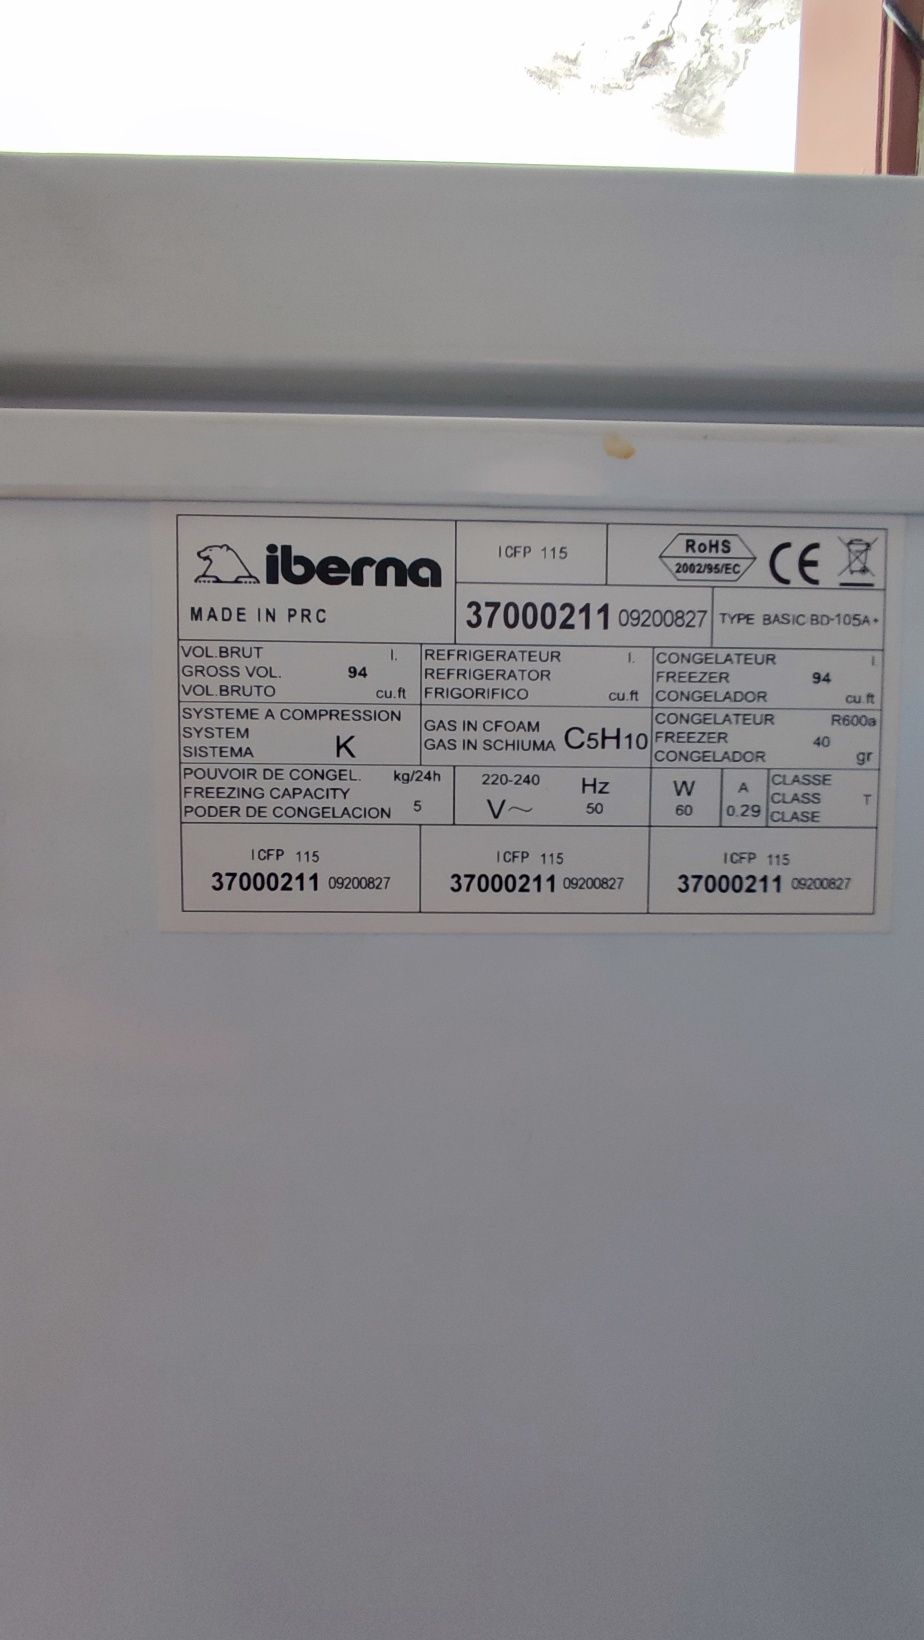 iberna
MADE IN PRC
ICFP 115
RoHS
2002/95/EC
CE
37000211 09200827
TYPE BASIC BD-105A+
VOL.BRUT l.
GROSS VOL. 94
VOL.BRUTO cu.ft
REFRIGERATEUR l.
REFRIGERATOR
FRIGORIFICO cu.ft
CONGELATEUR l
FREEZER 94
CONGELADOR cu ft
SYSTEME A COMPRESSION
SYSTEM
SISTEMA K
GAS IN CFOAM
GAS IN SCHIUMA C5H10
CONGELATEUR R600a
FREEZER 40
CONGELADOR gr
POUVOIR DE CONGEL. kg/24h
FREEZING CAPACITY
PODER DE CONGELACION 5
220-240 Hz
V~ 50
W
60
A
0.29
CLASSE
CLASS T
CLASE
ICFP 115
37000211 09200827
ICFP 115
37000211 09200827
ICFP 115
37000211 09200827